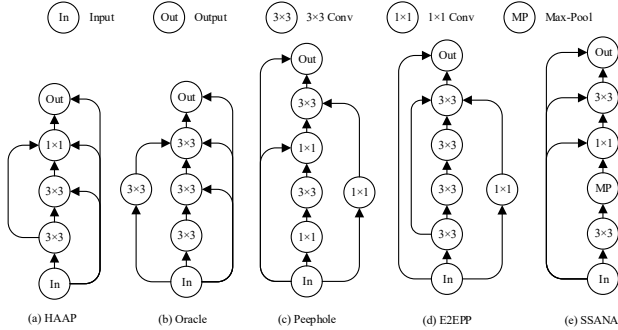 In Input Out Output 3×3 3×3 Conv 1×1 1×1 Conv MP Max-Pool
Out
1×1
3×3
3×3
In
(a) HAAP
Out
3×3
3×3
3×3
3×3
In
(b) Oracle
Out
3×3
1×1
3×3
1×1
1×1
In
(c) Peephole
Out
3×3
3×3
3×3
1×1
3×3
In
(d) E2EPP
Out
3×3
1×1
MP
3×3
In
(e) SSANA